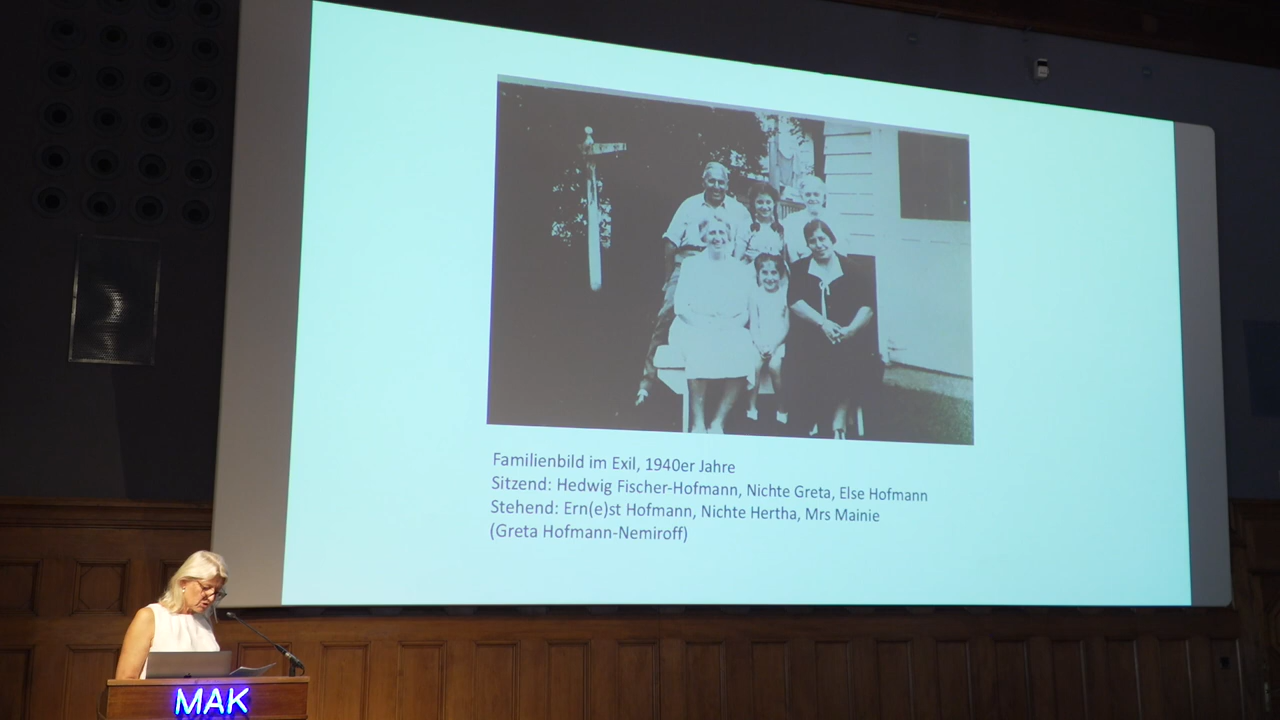 Familienbild im Exil, 1940er Jahre
Sitzend: Hedwig Fischer-Hofmann, Nichte Greta, Else Hofmann
Stehend: Ern(e)st Hofmann, Nichte Hertha, Mrs Mainie
(Greta Hofmann-Nemiroff)
MAK